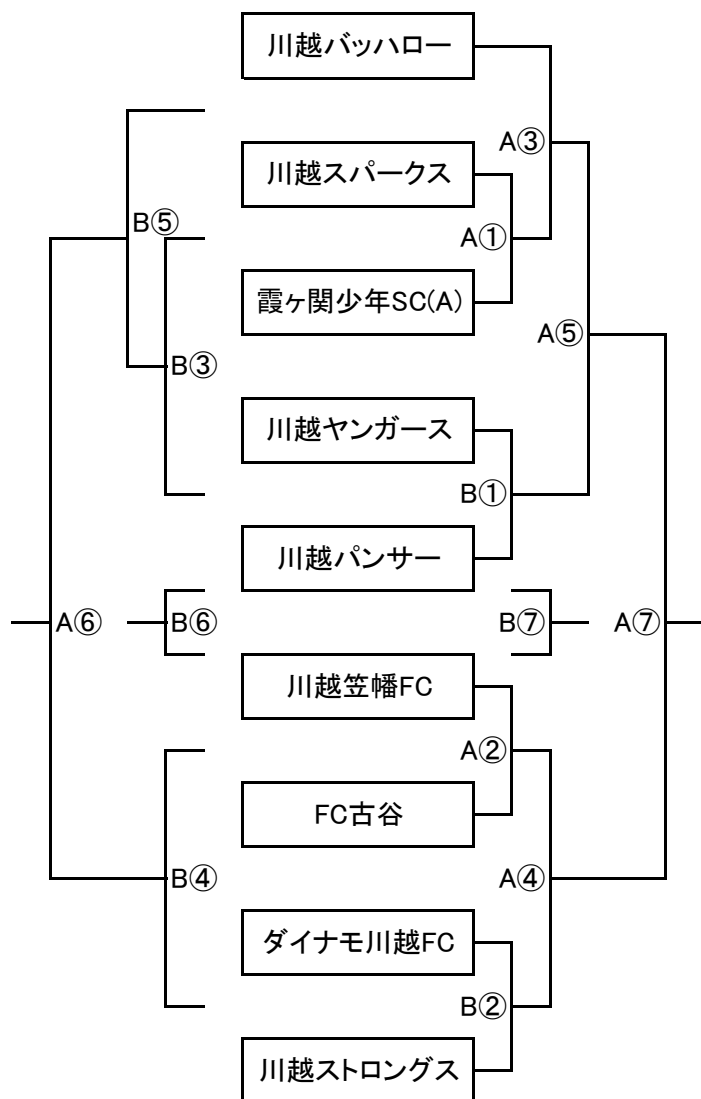 川越バッハロー
A③
川越スパークス
B⑤
A①
霞ヶ関少年SC(A)
A⑤
B③
川越ヤンガース
B①
川越パンサー
A⑥
B⑥
B⑦
A⑦
川越笠幡FC
A②
FC古谷
B④
A④
ダイナモ川越FC
B②
川越ストロングス